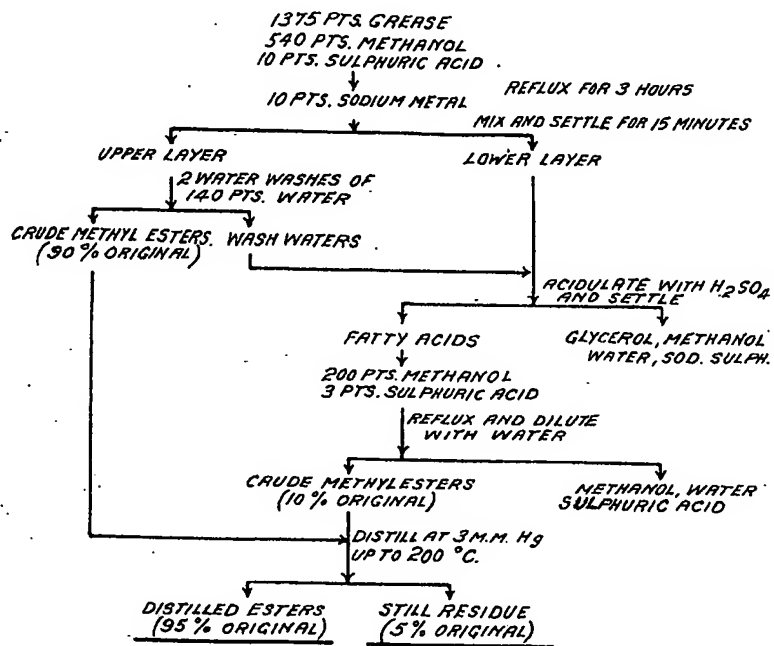 1375 PTS. GREASE
540 PTS. METHANOL
10 PTS. SULPHURIC ACID
REFLUX FOR 3 HOURS
10 PTS. SODIUM METAL
MIX AND SETTLE FOR 15 MINUTES
UPPER LAYER
LOWER LAYER
2 WATER WASHES OF
140 PTS. WATER
CRUDE METHYL ESTERS. WASH WATERS
(90% ORIGINAL)
ACIDULATE WITH H2SO4
AND SETTLE
FATTY ACIDS
GLYCEROL, METHANOL
WATER, SOD. SULPH.
200 PTS. METHANOL
3 PTS. SULPHURIC ACID
REFLUX AND DILUTE
WITH WATER
CRUDE METHYLESTERS
(10% ORIGINAL)
METHANOL, WATER
SULPHURIC ACID
DISTILL AT 3 M.M. Hg
UP TO 200 °C.
DISTILLED ESTERS
(95% ORIGINAL)
STILL RESIDUE
(5% ORIGINAL)